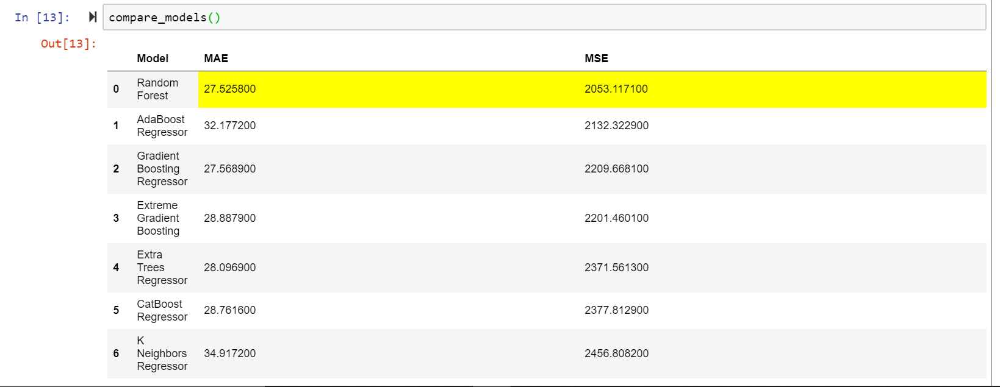 In [13]: compare_models()
Out[13]:
Model MAE MSE
0 Random Forest 27.525800 2053.117100
1 AdaBoost Regressor 32.177200 2132.322900
2 Gradient Boosting Regressor 27.568900 2209.668100
3 Extreme Gradient Boosting 28.887900 2201.460100
4 Extra Trees Regressor 28.096900 2371.561300
5 CatBoost Regressor 28.761600 2377.812900
6 K Neighbors Regressor 34.917200 2456.808200